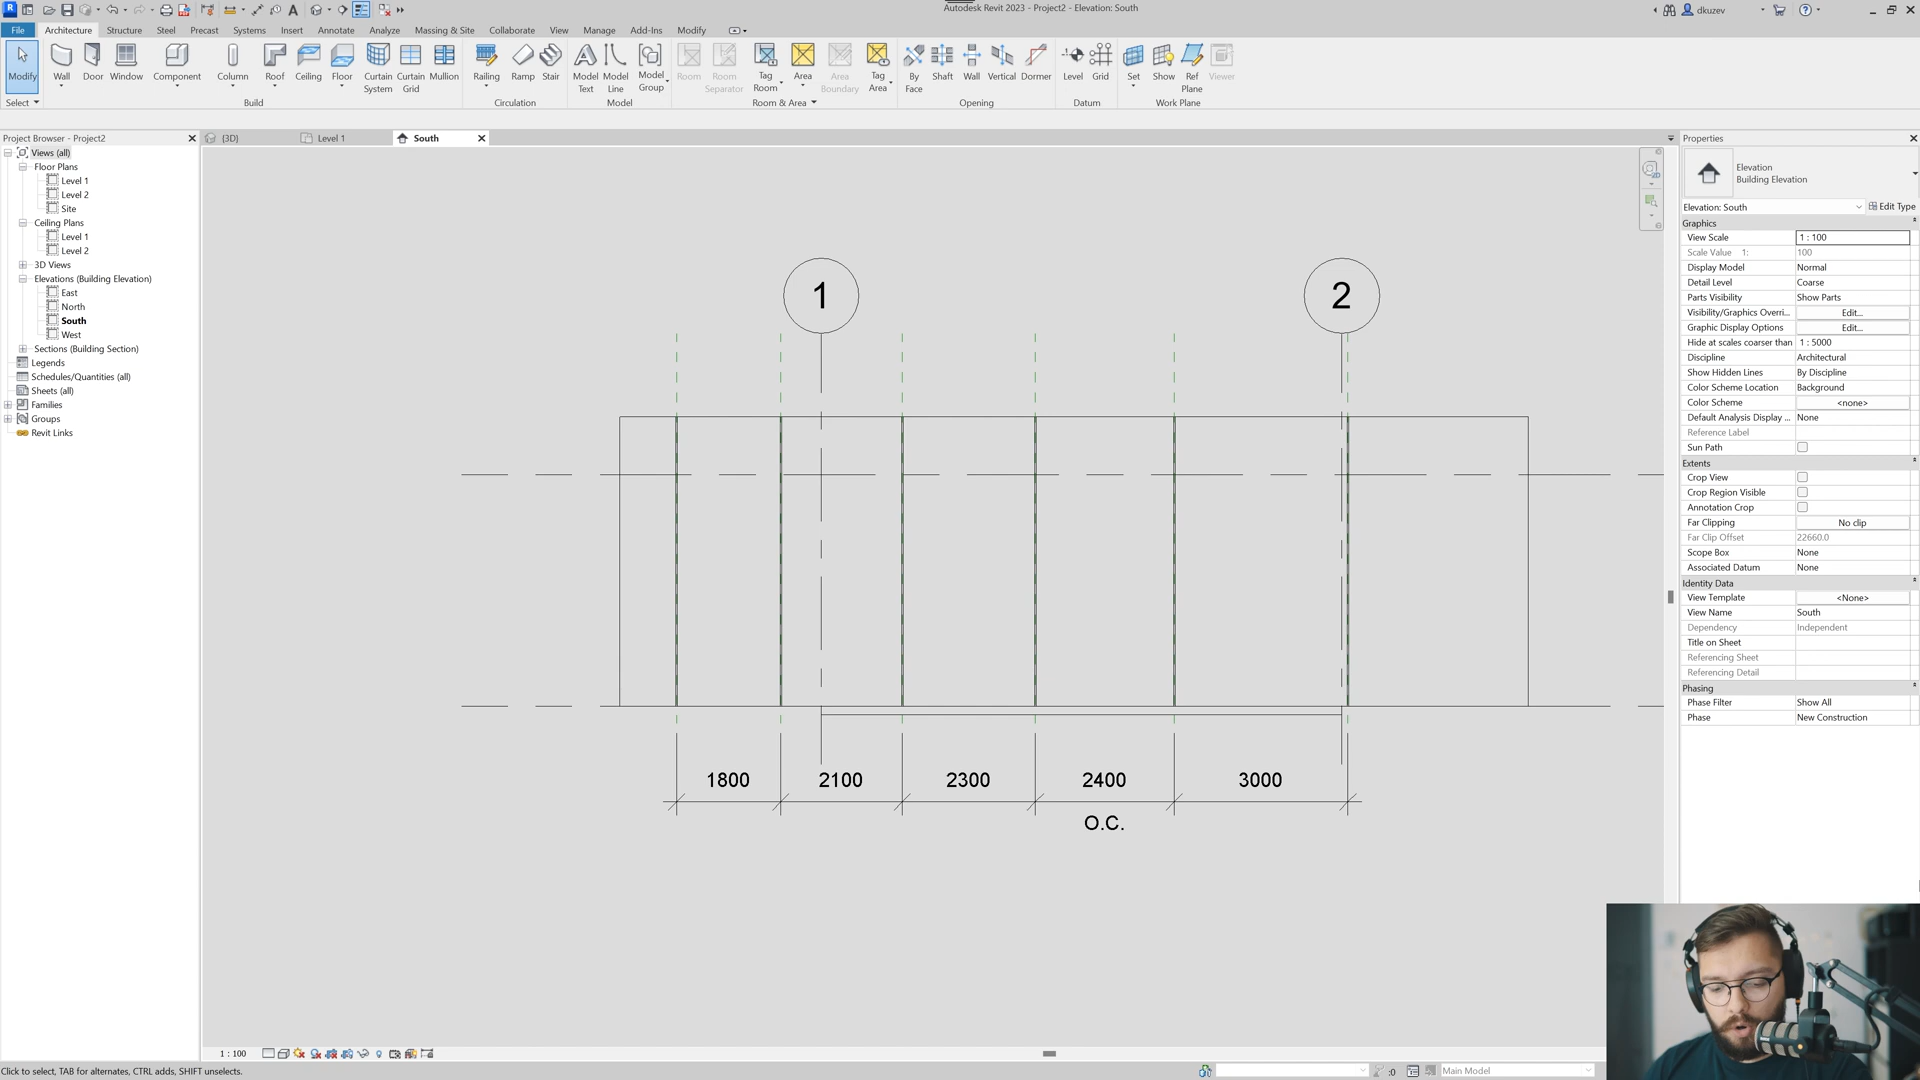 Autodesk Revit 2023 - Project2 - Elevation: South
dkuzev
File
Architecture
Structure
Steel
Precast
Systems
Insert
Annotate
Analyze
Massing & Site
Collaborate
View
Manage
Add-Ins
Modify
Modify
Wall
Door
Window
Component
Column
Roof
Ceiling
Floor
Curtain System
Curtain Grid
Mullion
Railing
Ramp
Stair
Model Text
Model Line
Model Group
Room
Room Separator
Tag Room
Area
Area Boundary
Tag Area
By Face
Shaft
Wall
Vertical
Dormer
Level
Grid
Set
Show
Ref Plane
Viewer
Select
Build
Circulation
Model
Room & Area
Opening
Datum
Work Plane
Project Browser - Project2
Views (all)
Floor Plans
Level 1
Level 2
Site
Ceiling Plans
Level 1
Level 2
3D Views
Elevations (Building Elevation)
East
North
South
West
Sections (Building Section)
Legends
Schedules/Quantities (all)
Sheets (all)
Families
Groups
Revit Links
{3D}
Level 1
South
1
2
1800
2100
2300
2400
3000
O.C.
Properties
Elevation
Building Elevation
Elevation: South
Edit Type
Graphics
View Scale
1 : 100
Scale Value 1:
100
Display Model
Normal
Detail Level
Coarse
Parts Visibility
Show Parts
Visibility/Graphics Overri...
Edit...
Graphic Display Options
Edit...
Hide at scales coarser than
1 : 5000
Discipline
Architectural
Show Hidden Lines
By Discipline
Color Scheme Location
Background
Color Scheme
<none>
Default Analysis Display ...
None
Reference Label
Sun Path
Extents
Crop View
Crop Region Visible
Annotation Crop
Far Clipping
No clip
Far Clip Offset
22660.0
Scope Box
None
Associated Datum
None
Identity Data
View Template
<None>
View Name
South
Dependency
Independent
Title on Sheet
Referencing Sheet
Referencing Detail
Phasing
Phase Filter
Show All
Phase
New Construction
1 : 100
Click to select, TAB for alternates, CTRL adds, SHIFT unselects.
:0
Main Model